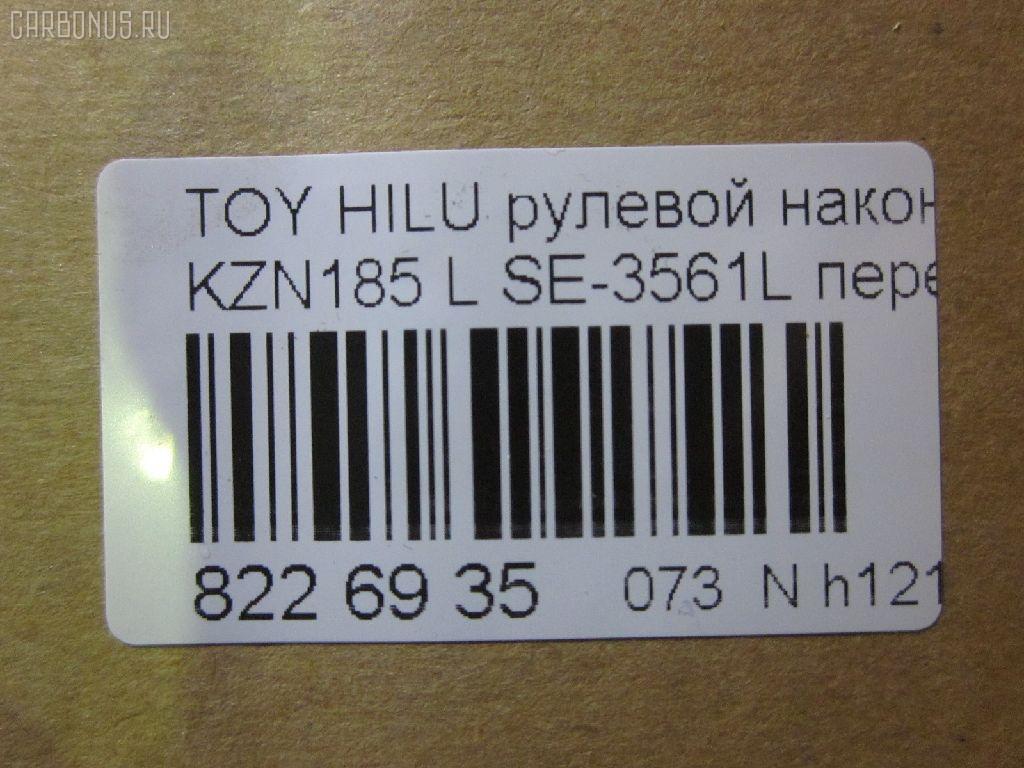 CARBONUS.RU
TOY HILU рулевой након
KZN185 L SE-3561L пере
822 69 35 073 N h121